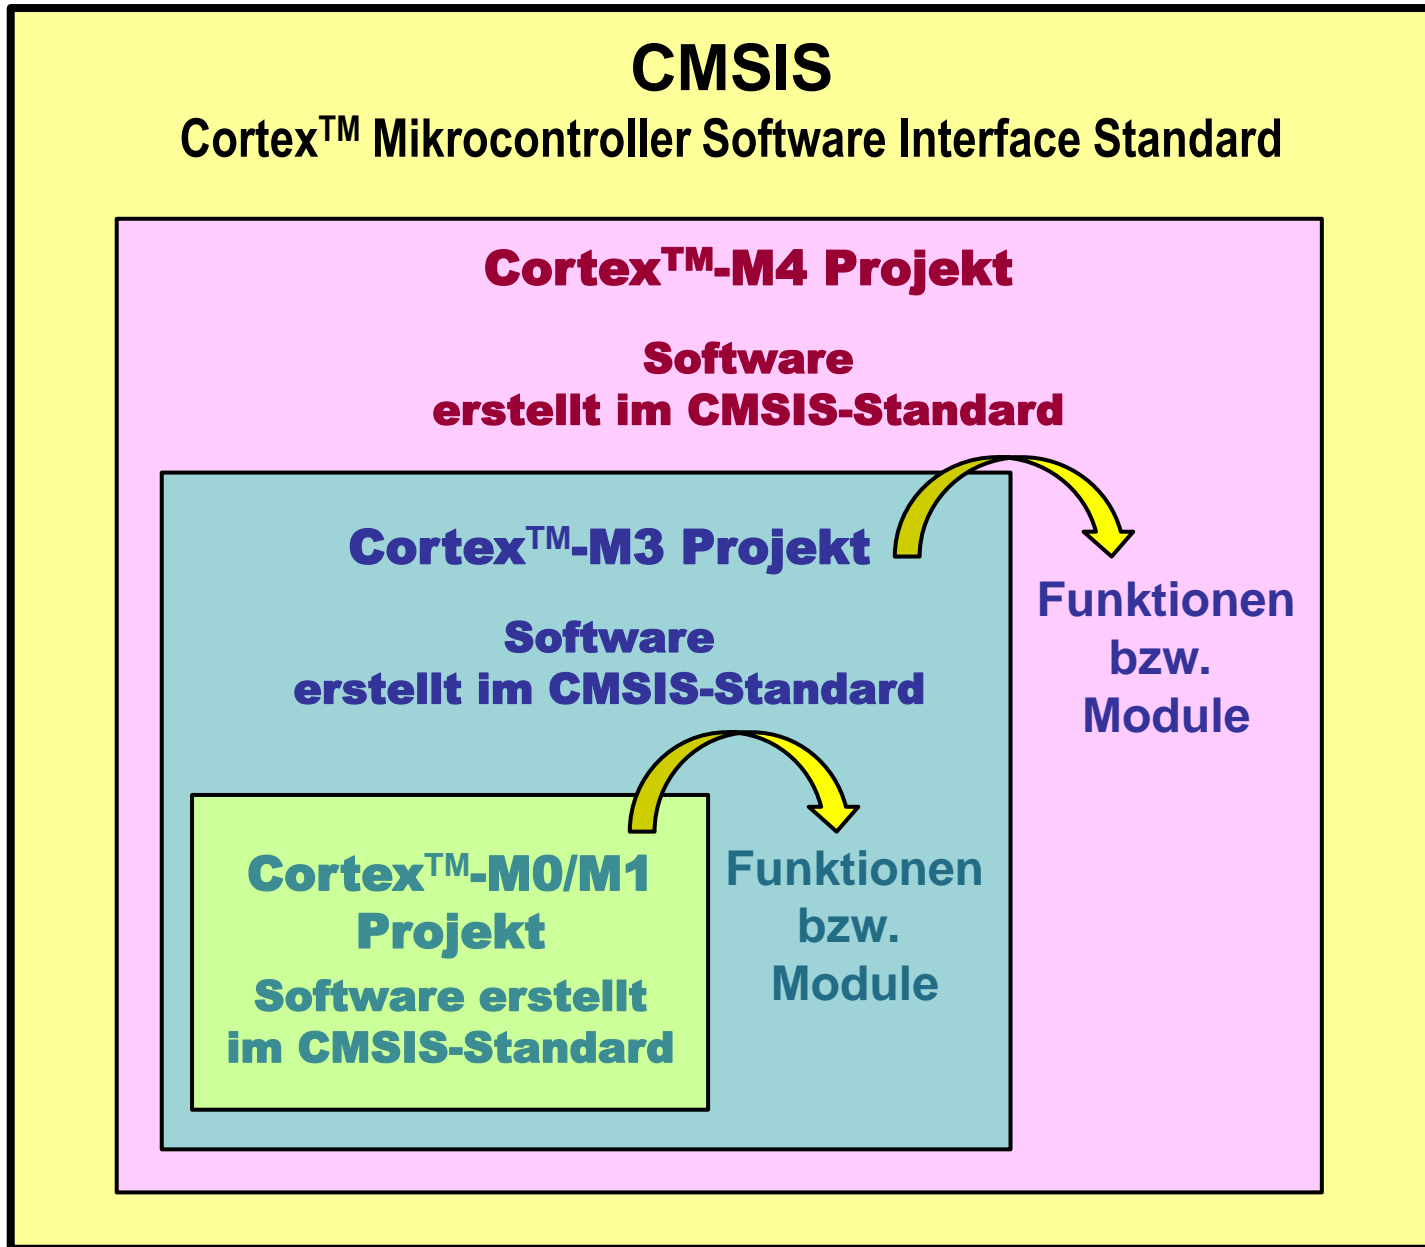 CMSIS
Cortex™ Mikrocontroller Software Interface Standard
Cortex™-M4 Projekt
Software
erstellt im CMSIS-Standard
Cortex™-M3 Projekt
Software
erstellt im CMSIS-Standard
Funktionen
bzw.
Module
Cortex™-M0/M1
Projekt
Software erstellt
im CMSIS-Standard
Funktionen
bzw.
Module